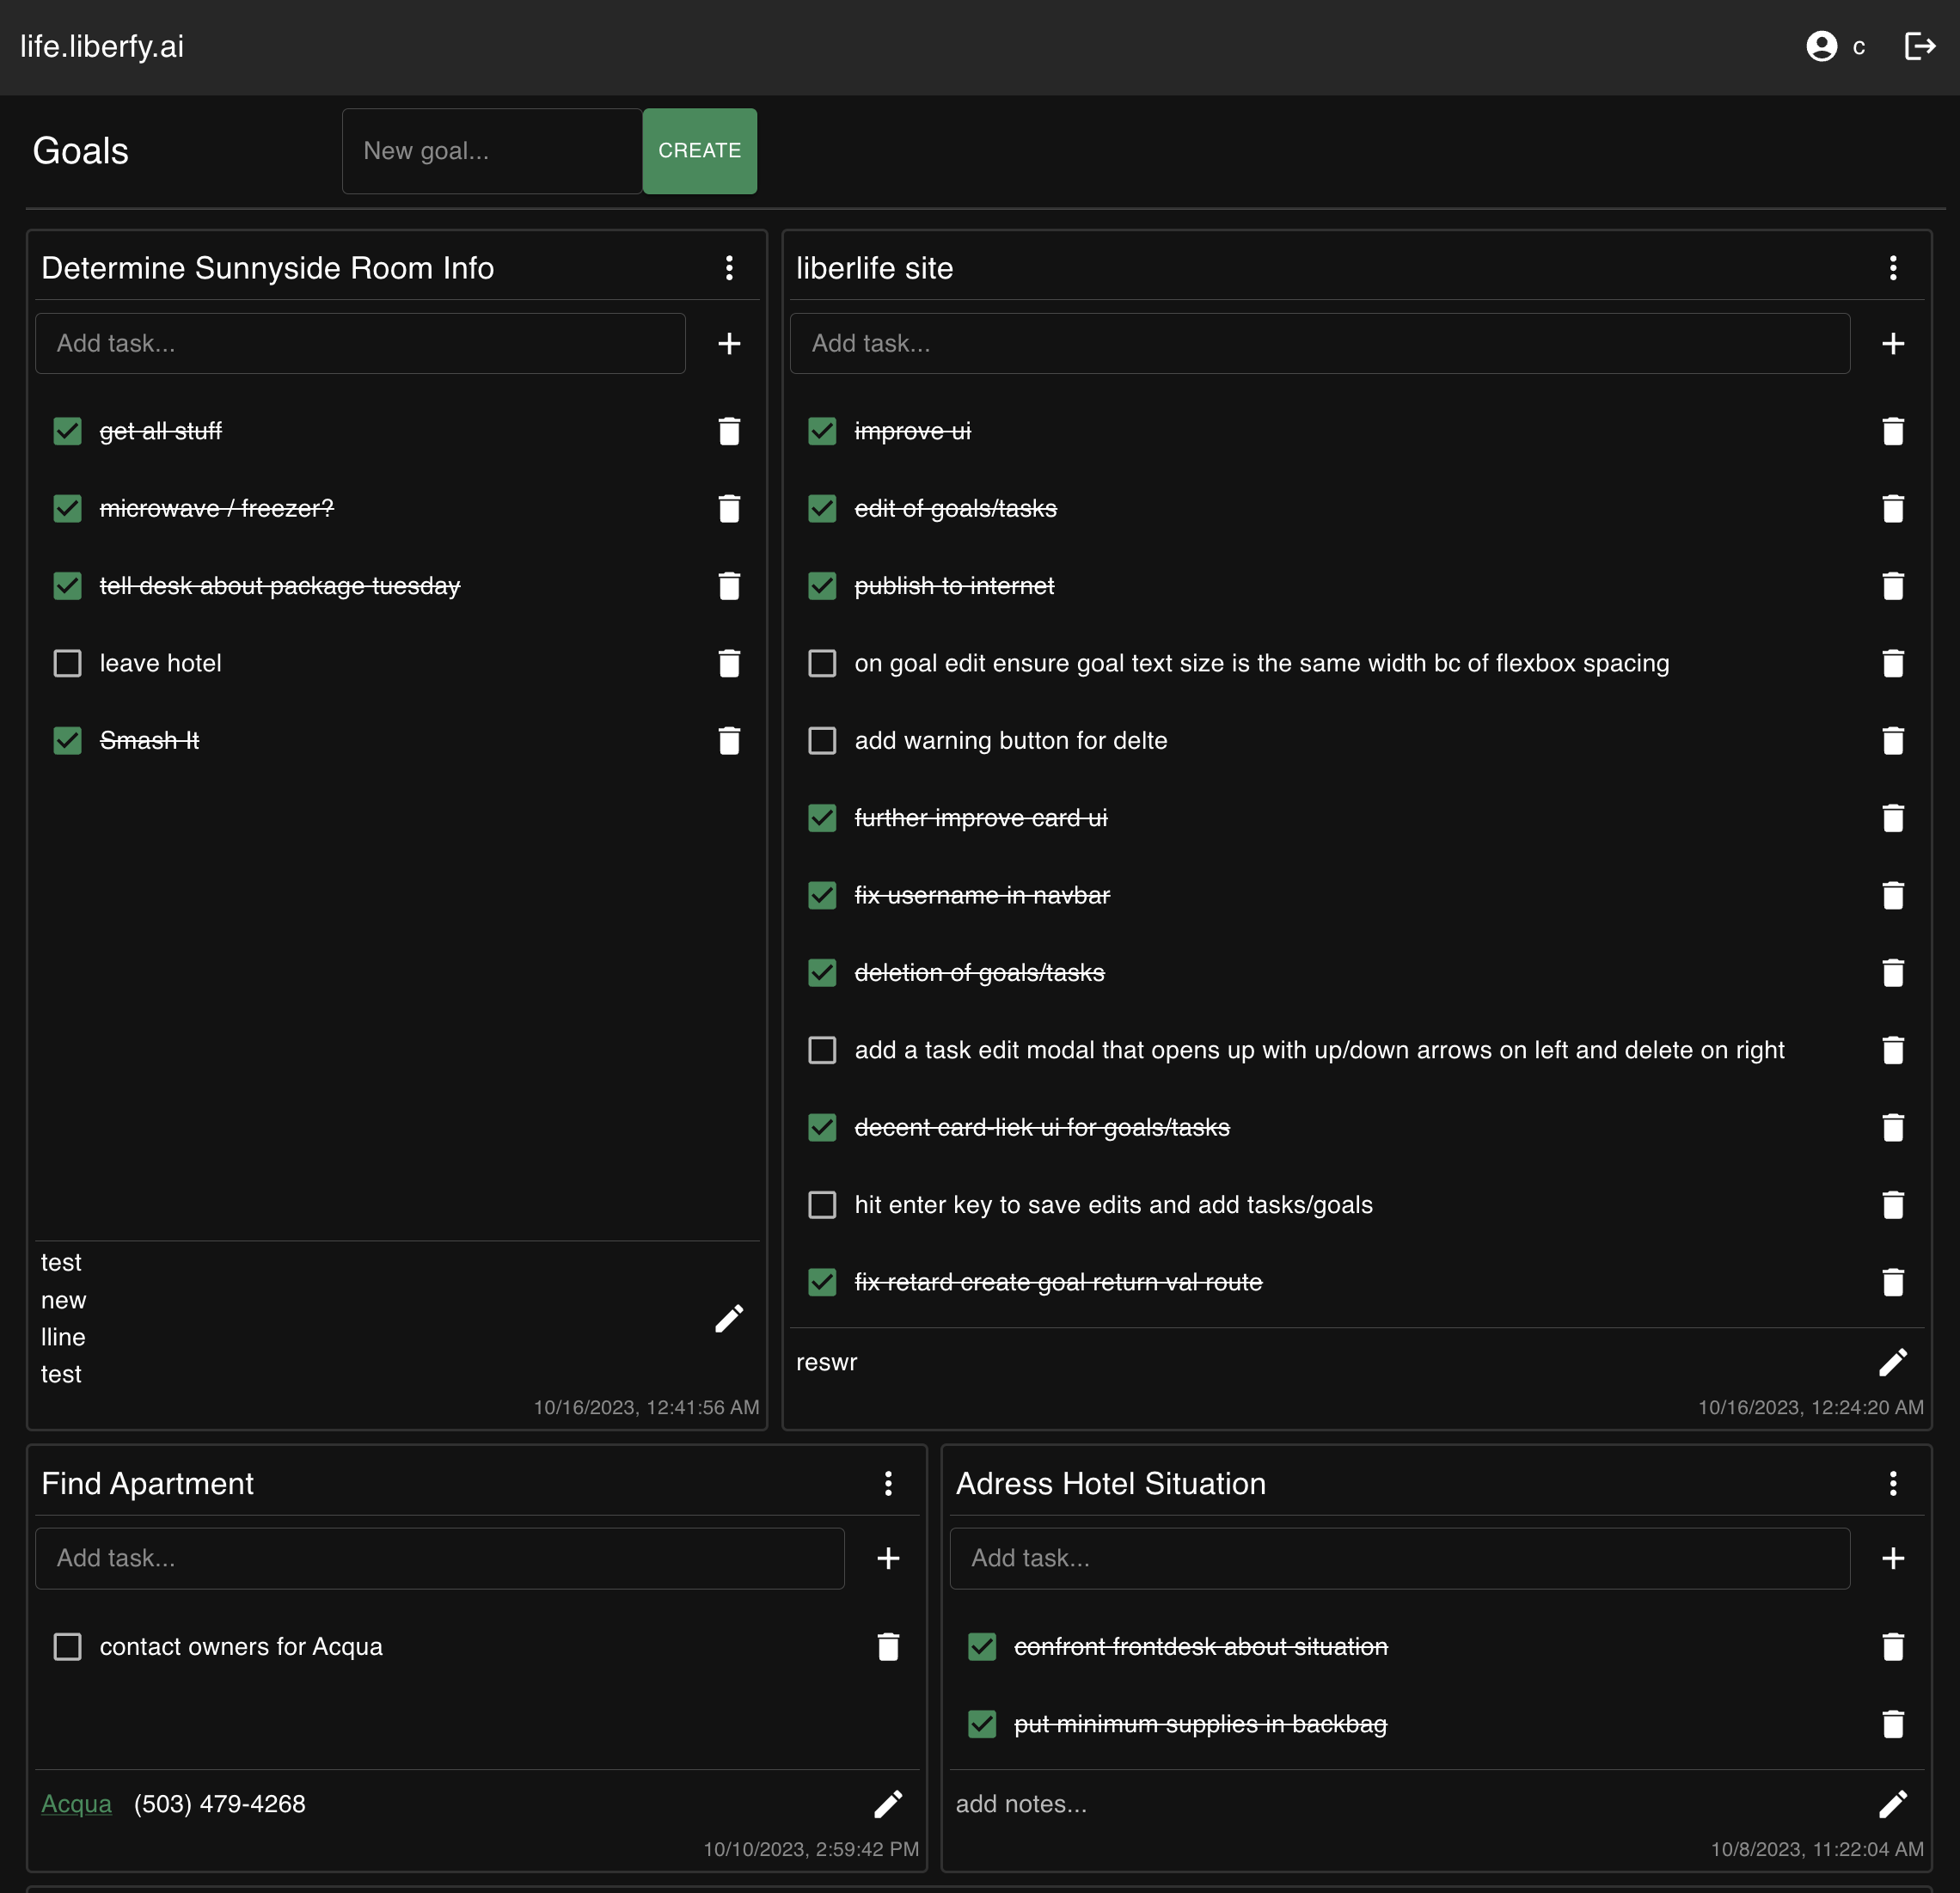 life.liberfy.ai
c
Goals
New goal...
CREATE
Determine Sunnyside Room Info
Add task...
get all stuff
microwave / freezer?
tell desk about package tuesday
leave hotel
Smash It
test
new
lline
test
10/16/2023, 12:41:56 AM
liberlife site
Add task...
improve ui
edit of goals/tasks
publish to internet
on goal edit ensure goal text size is the same width bc of flexbox spacing
add warning button for delte
further improve card ui
fix username in navbar
deletion of goals/tasks
add a task edit modal that opens up with up/down arrows on left and delete on right
decent card-liek ui for goals/tasks
hit enter key to save edits and add tasks/goals
fix retard create goal return val route
reswr
10/16/2023, 12:24:20 AM
Find Apartment
Add task...
contact owners for Acqua
Acqua (503) 479-4268
10/10/2023, 2:59:42 PM
Adress Hotel Situation
Add task...
confront frontdesk about situation
put minimum supplies in backbag
add notes...
10/8/2023, 11:22:04 AM